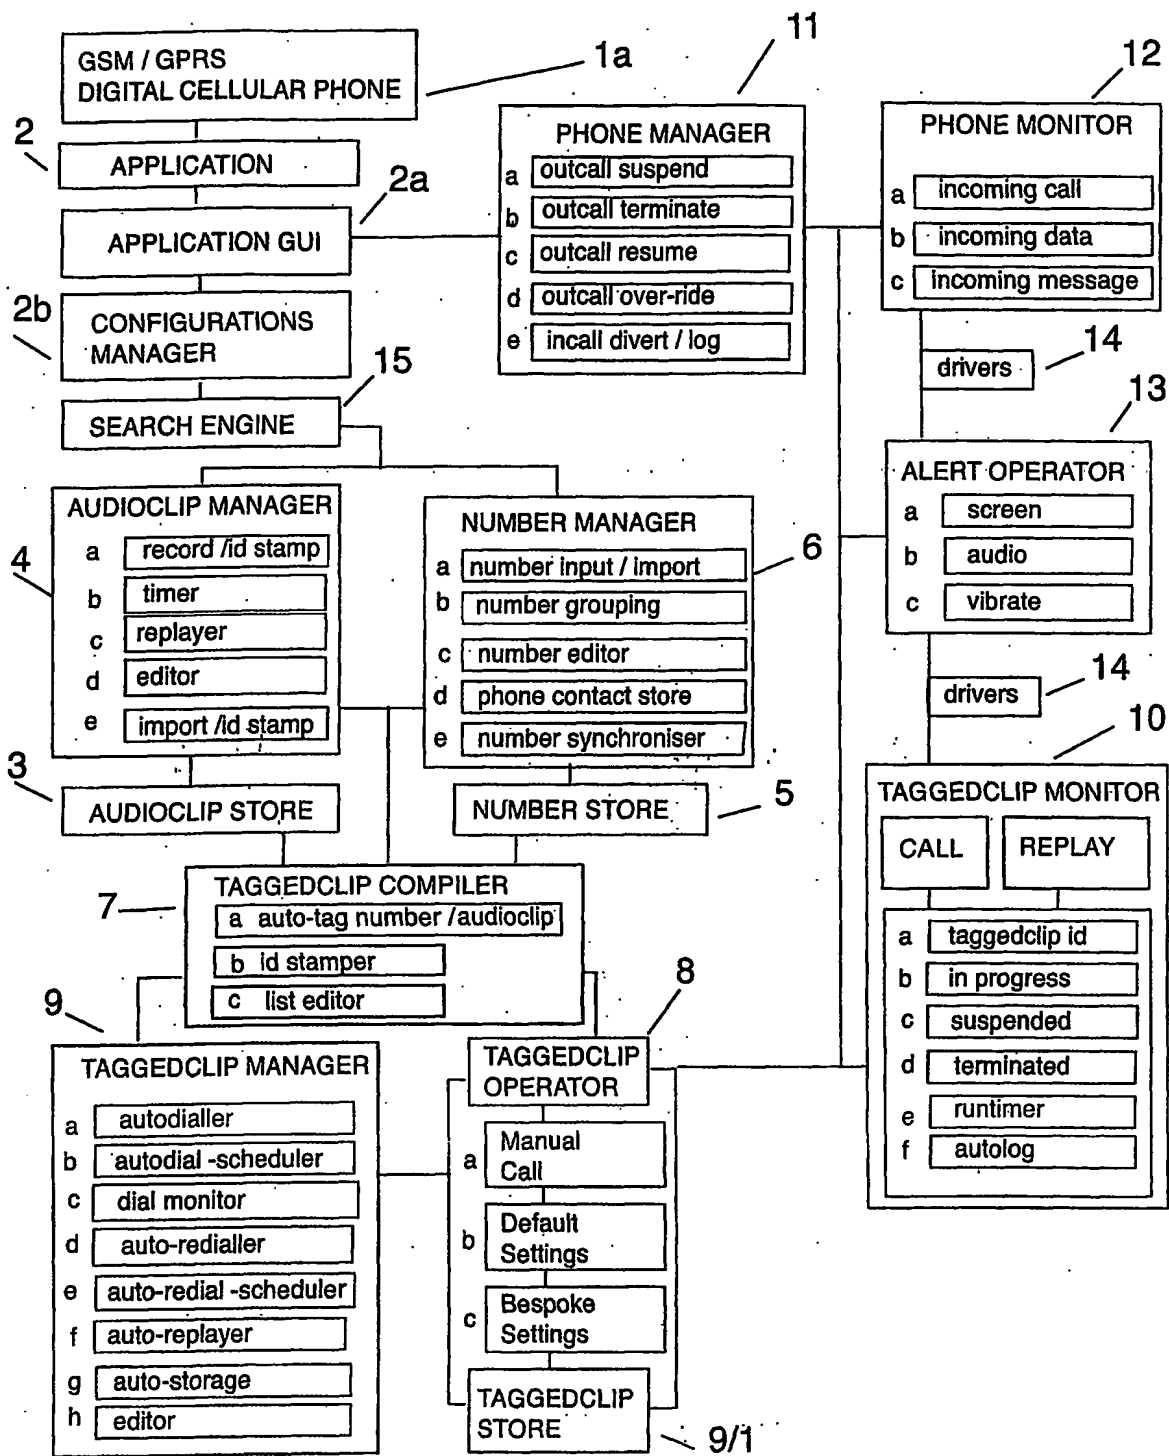 GSM / GPRS
DIGITAL CELLULAR PHONE
1a
2
APPLICATION
2a
APPLICATION GUI
2b
CONFIGURATIONS
MANAGER
15
SEARCH ENGINE
11
PHONE MANAGER
a outcall suspend
b outcall terminate
c outcall resume
d outcall over-ride
e incall divert / log
12
PHONE MONITOR
a incoming call
b incoming data
c incoming message
drivers
14
13
ALERT OPERATOR
a screen
b audio
c vibrate
drivers
14
4
AUDIOCLIP MANAGER
a record /id stamp
b timer
c replayer
d editor
e import /id stamp
NUMBER MANAGER
6
a number input / import
b number grouping
c number editor
d phone contact store
e number synchroniser
3
AUDIOCLIP STORE
NUMBER STORE
5
10
TAGGEDCLIP MONITOR
CALL
REPLAY
a taggedclip id
b in progress
c suspended
d terminated
e runtimer
f autolog
7
TAGGEDCLIP COMPILER
a auto-tag number /audioclip
b id stamper
c list editor
9
TAGGEDCLIP MANAGER
a autodialler
b autodial -scheduler
c dial monitor
d auto-redialler
e auto-redial -scheduler
f auto-replayer
g auto-storage
h editor
8
TAGGEDCLIP
OPERATOR
a Manual
Call
b Default
Settings
c Bespoke
Settings
TAGGEDCLIP
STORE
9/1